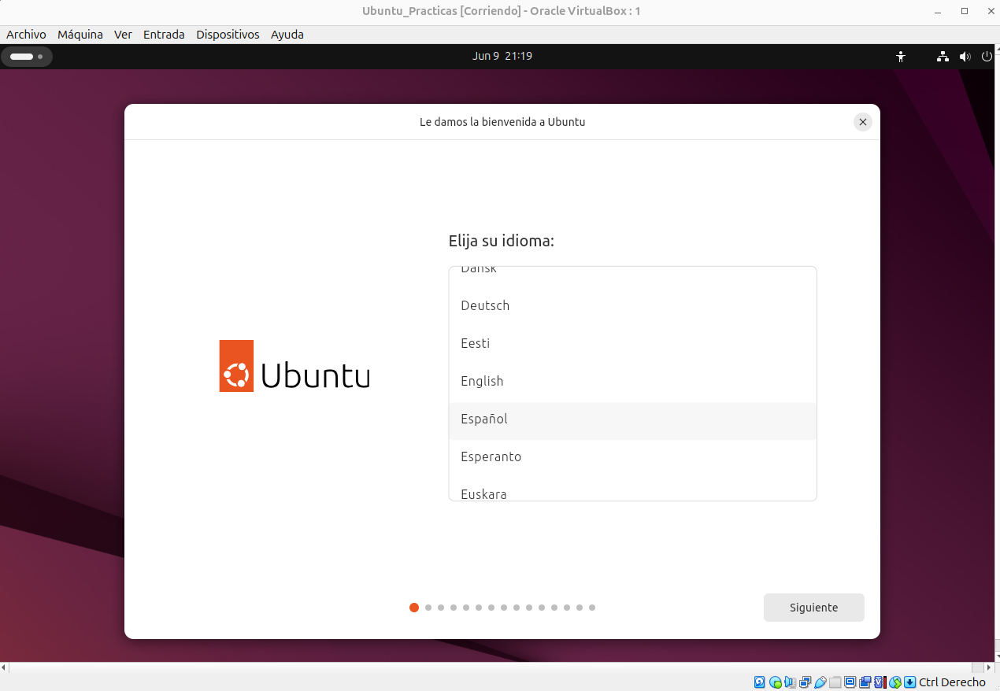 Ubuntu_Practicas [Corriendo] - Oracle VirtualBox : 1
Archivo Máquina Ver Entrada Dispositivos Ayuda
Jun 9 21:19
Le damos la bienvenida a Ubuntu
Elija su idioma:
Dansk
Deutsch
Eesti
English
Español
Esperanto
Euskara
Ubuntu
Siguiente
Ctrl Derecho